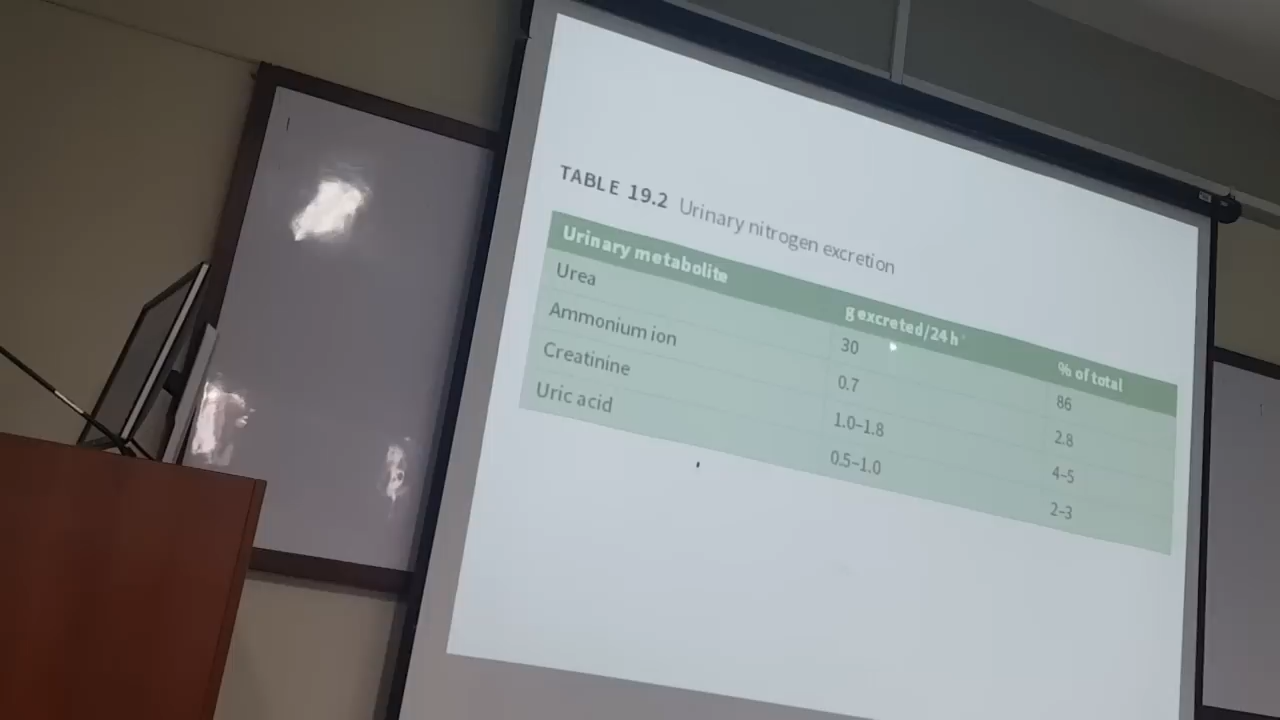 TABLE 19.2 Urinary nitrogen excretion
Urinary metabolite g excreted/24 h % of total
Urea 30 86
Ammonium ion 0.7 2.8
Creatinine 1.0–1.8 4–5
Uric acid 0.5–1.0 2–3